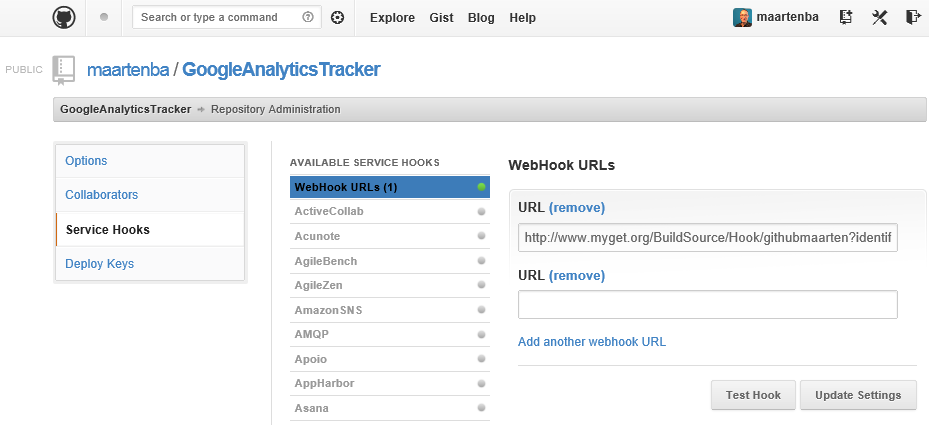 Search or type a command
Explore Gist Blog Help
maartenba
PUBLIC maartenba / GoogleAnalyticsTracker
GoogleAnalyticsTracker Repository Administration
Options
Collaborators
Service Hooks
Deploy Keys
AVAILABLE SERVICE HOOKS
WebHook URLs (1)
ActiveCollab
Acunote
AgileBench
AgileZen
AmazonSNS
AMQP
Apoio
AppHarbor
Asana
WebHook URLs
URL (remove)
http://www.myget.org/BuildSource/Hook/githubmaarten?identif
URL (remove)
Add another webhook URL
Test Hook Update Settings